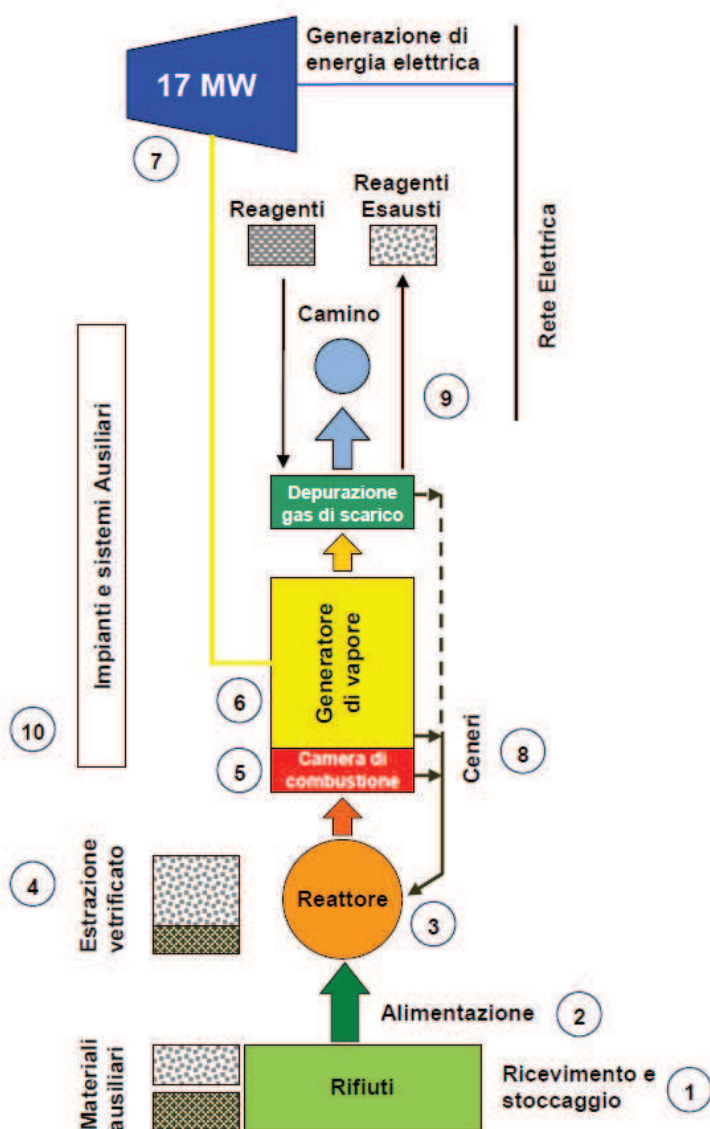 Generazione di
energia elettrica
17 MW
7
Reagenti
Reagenti
Esausti
Rete Elettrica
Camino
9
Impianti e sistemi Ausiliari
Depurazione
gas di scarico
Generatore
di vapore
6
10
Ceneri
8
Camera di
combustione
5
4
Estrazione
vetrificato
Reattore
3
Alimentazione
2
Materiali
ausiliari
Rifiuti
Ricevimento e
stoccaggio
1